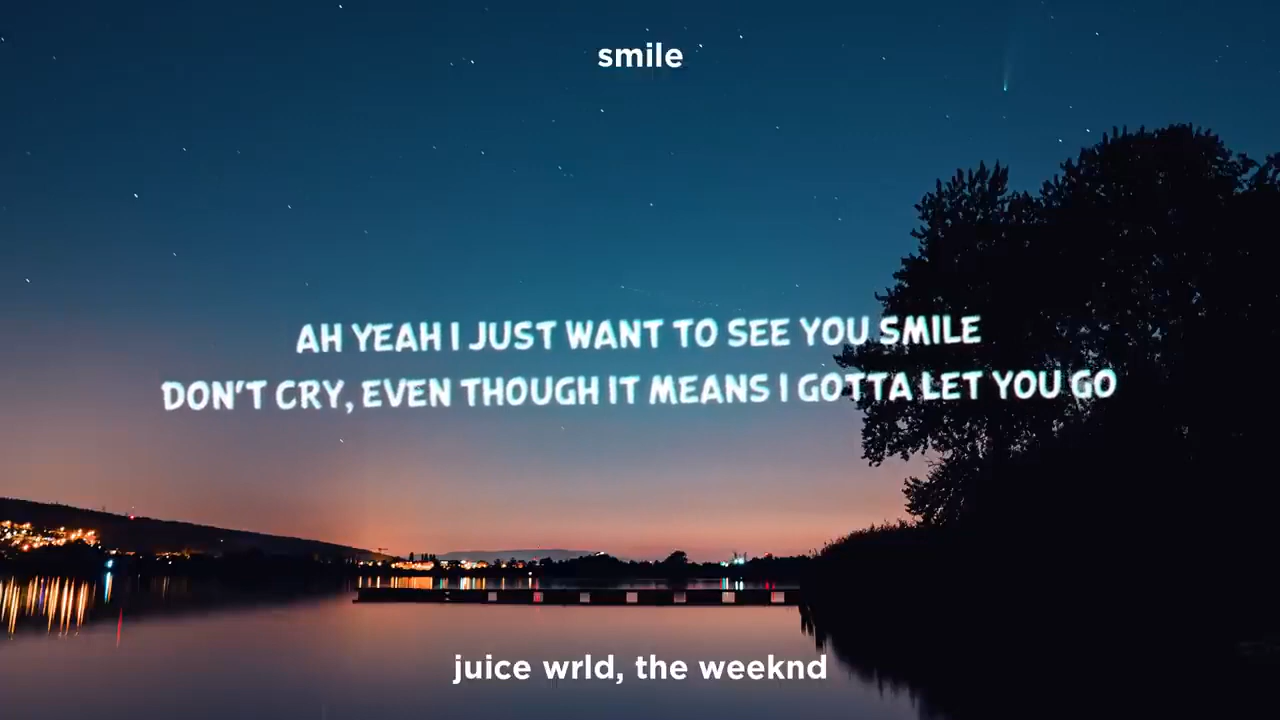 smile
AH YEAH I JUST WANT TO SEE YOU SMILE
DON'T CRY, EVEN THOUGH IT MEANS I GOTTA LET YOU GO
juice wrld, the weeknd